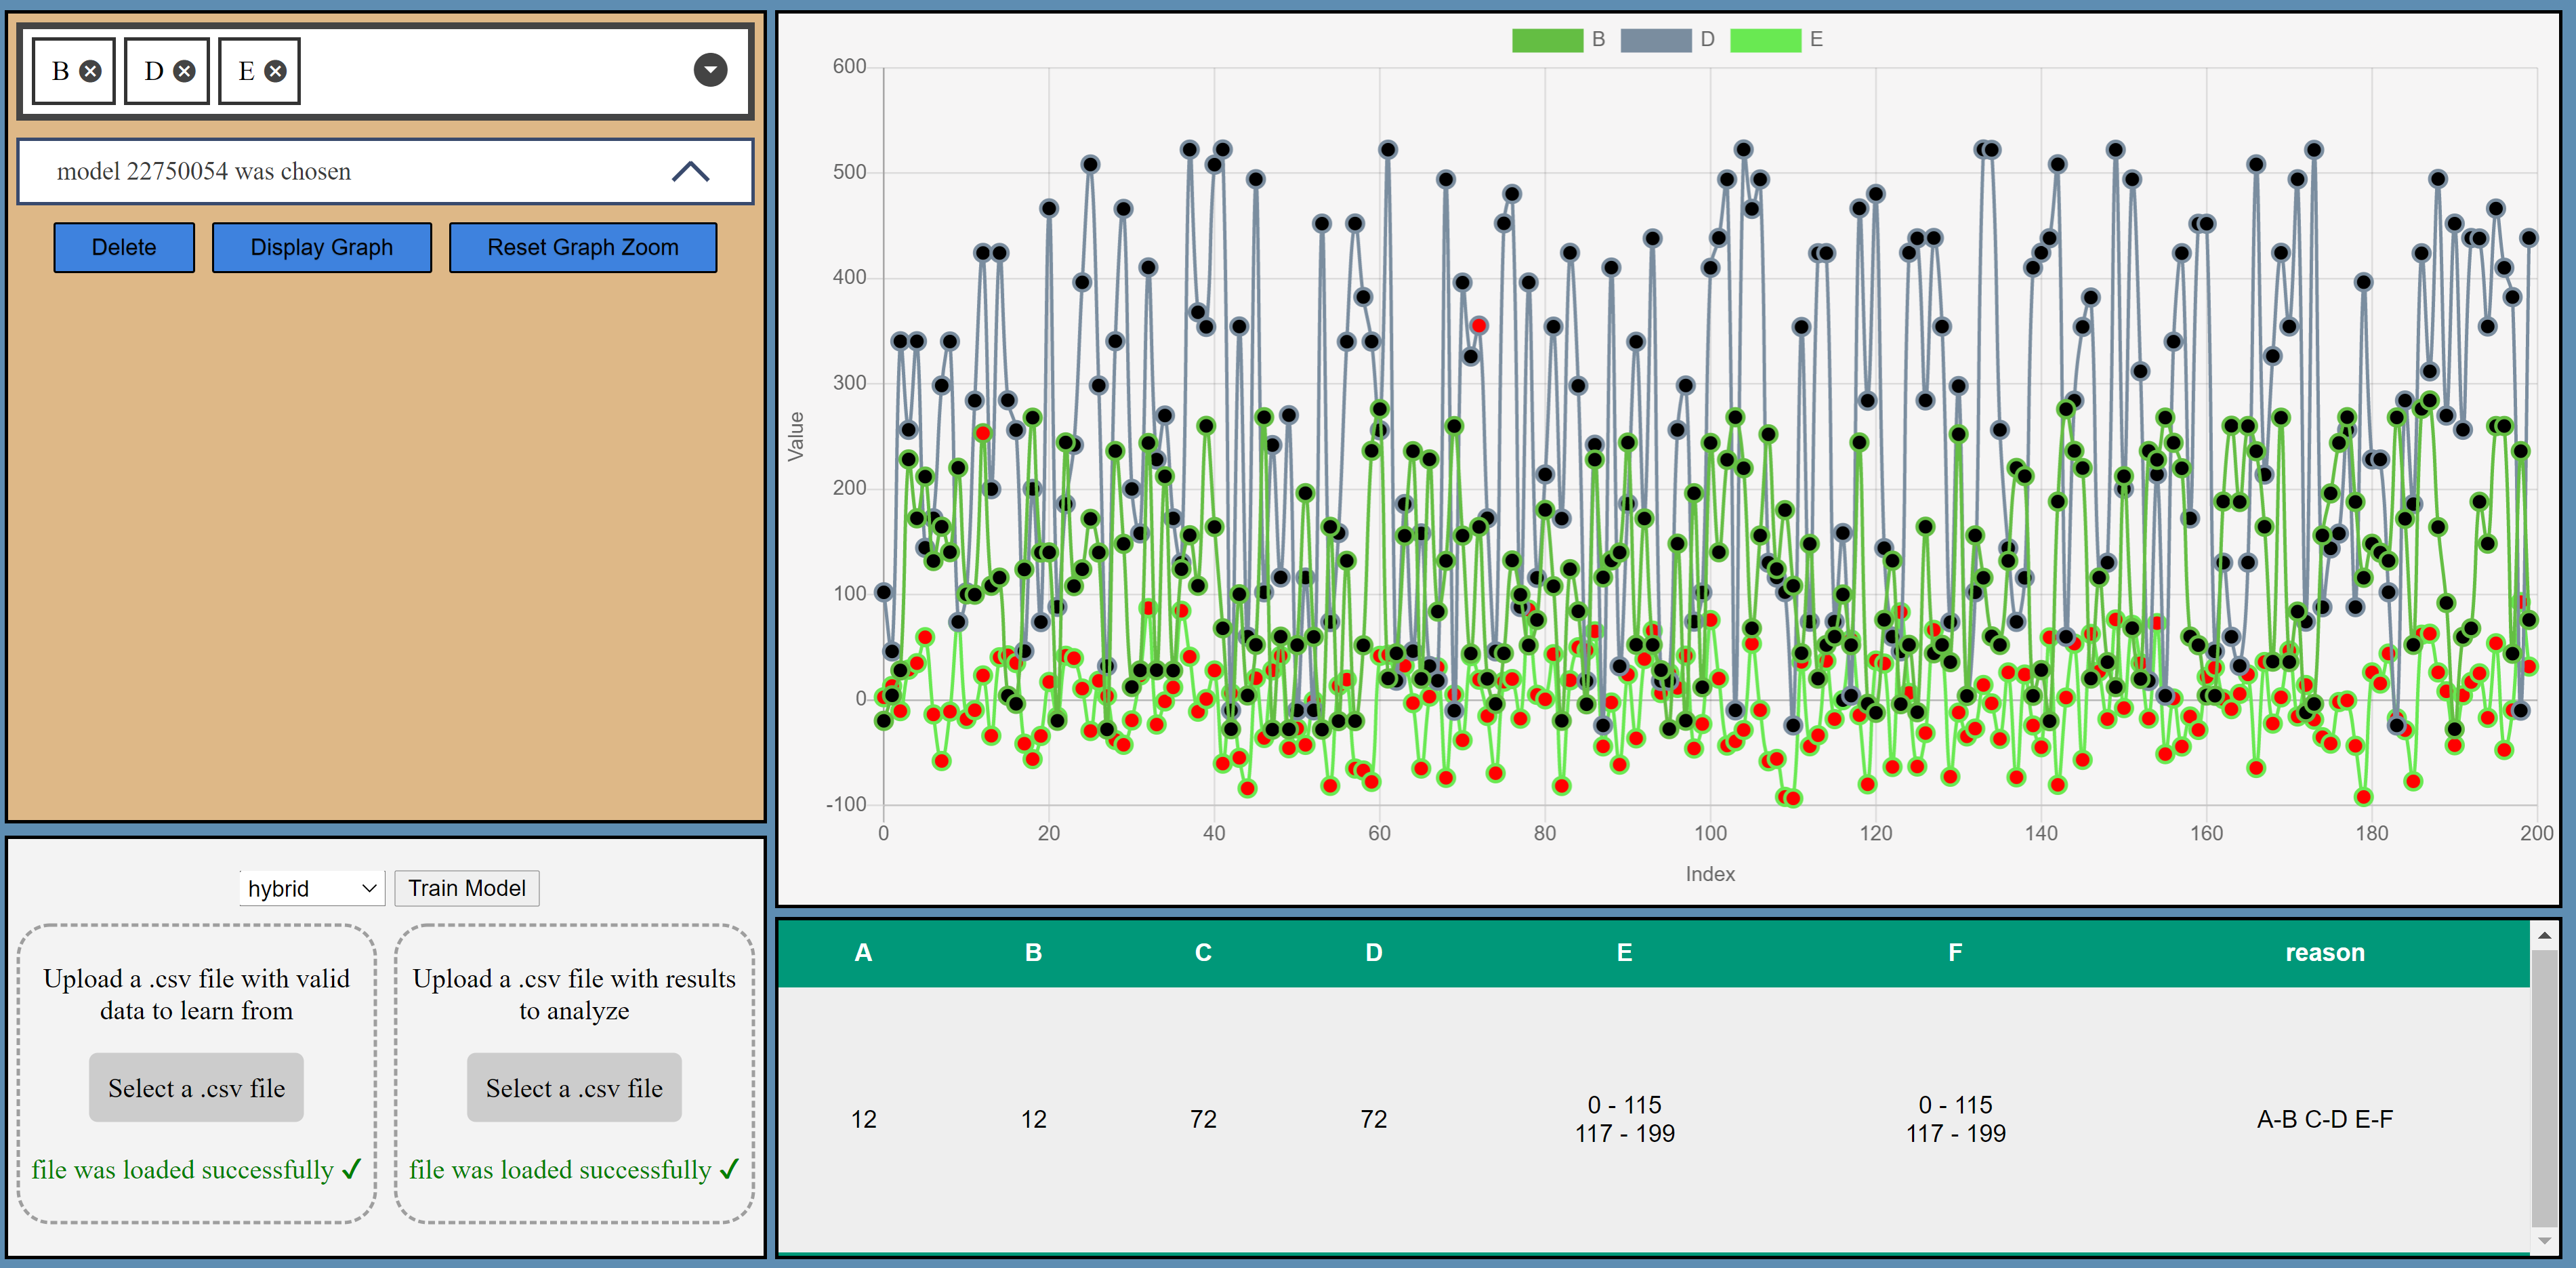 B
D
E
model 22750054 was chosen
Delete
Display Graph
Reset Graph Zoom
hybrid
Train Model
Upload a .csv file with valid
data to learn from
Select a .csv file
file was loaded successfully ✓
Upload a .csv file with results
to analyze
Select a .csv file
file was loaded successfully ✓
B D E
600
500
400
300
200
100
0
-100
Value
0 20 40 60 80 100 120 140 160 180 200
Index
A B C D E F reason
12 12 72 72 0 - 115 0 - 115 A-B C-D E-F
117 - 199 117 - 199